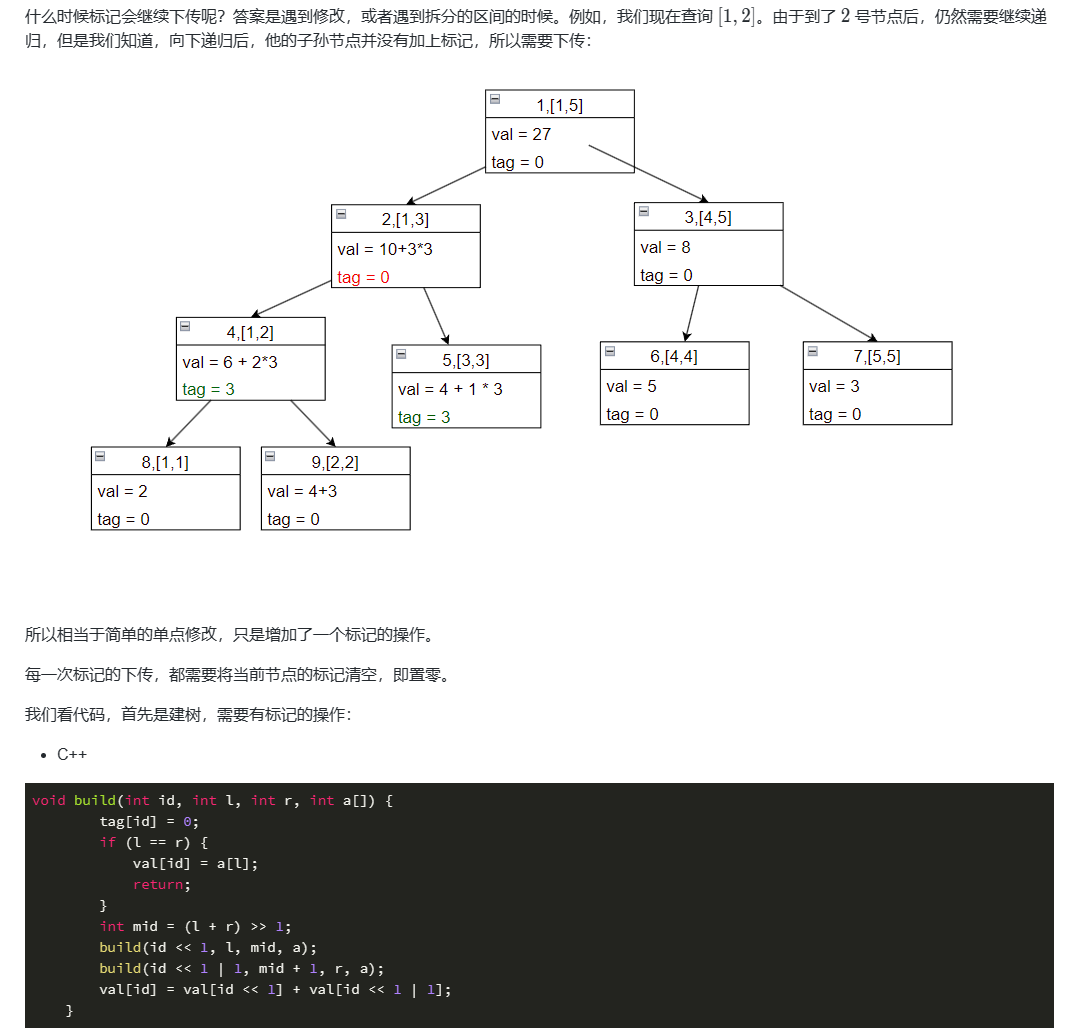 什么时候标记会继续下传呢？答案是遇到修改，或者遇到拆分的区间的时候。例如，我们现在查询 [1, 2]。由于到了 2 号节点后，仍然需要继续递
归，但是我们知道，向下递归后，他的子孙节点并没有加上标记，所以需要下传：
1,[1,5]
val = 27
tag = 0
2,[1,3]
val = 10+3*3
tag = 0
3,[4,5]
val = 8
tag = 0
4,[1,2]
val = 6 + 2*3
tag = 3
5,[3,3]
val = 4 + 1 * 3
tag = 3
6,[4,4]
val = 5
tag = 0
7,[5,5]
val = 3
tag = 0
8,[1,1]
val = 2
tag = 0
9,[2,2]
val = 4+3
tag = 0
所以相当于简单的单点修改，只是增加了一个标记的操作。
每一次标记的下传，都需要将当前节点的标记清空，即置零。
我们看代码，首先是建树，需要有标记的操作：
• C++
void build(int id, int l, int r, int a[]) {
        tag[id] = 0;
        if (l == r) {
            val[id] = a[l];
            return;
        }
        int mid = (l + r) >> 1;
        build(id << 1, l, mid, a);
        build(id << 1 | 1, mid + 1, r, a);
        val[id] = val[id << 1] + val[id << 1 | 1];
    }